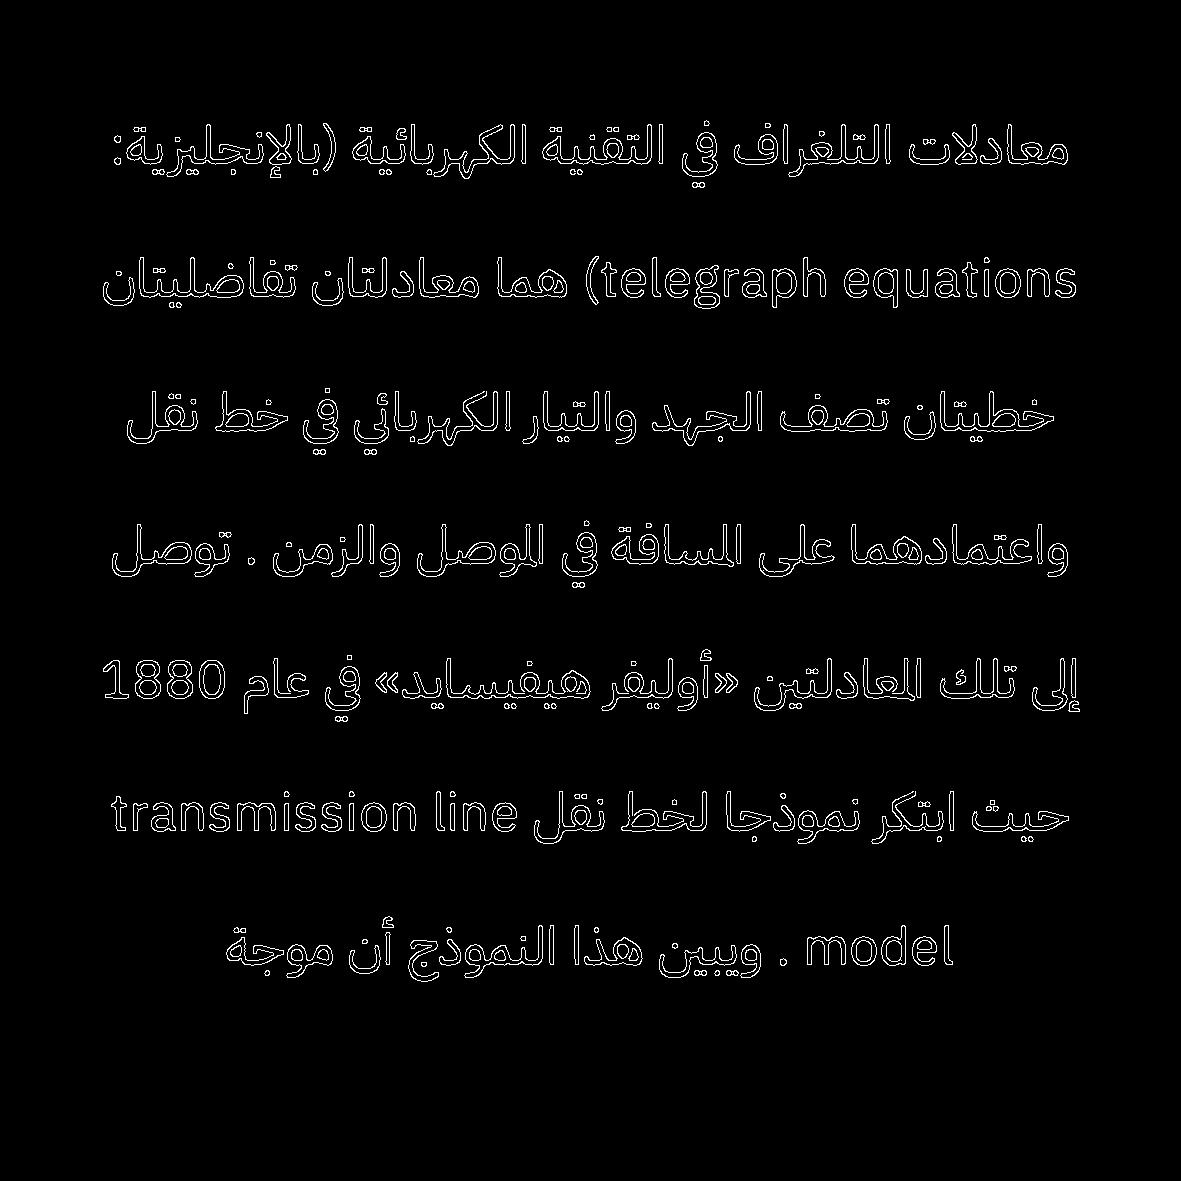 معادلات التلغراف في التقنية الكهربائية (بالإنجليزية:
telegraph equations) هما معادلتان تفاضليتان
خطيتان تصف الجهد والتيار الكهربائي في خط نقل
واعتمادهما على المسافة في الموصل والزمن . توصل
إلى تلك المعادلتين «أوليفر هيفيسايد» في عام 1880
حيث ابتكر نموذجا لخط نقل transmission line
model . ويبين هذا النموذج أن موجة